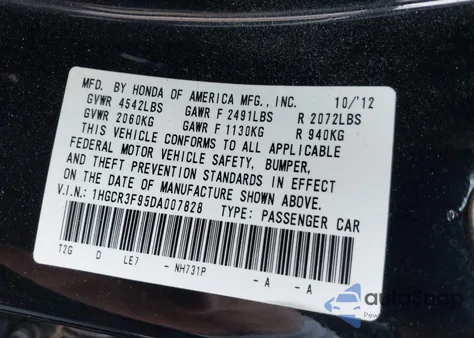 MFD. BY HONDA OF AMERICA MFG., INC. 10/'12
GVWR 4542LBS GAWR F 2491LBS R 2072LBS
GVWR 2060KG GAWR F 1130KG R 940KG
THIS VEHICLE CONFORMS TO ALL APPLICABLE
FEDERAL MOTOR VEHICLE SAFETY, BUMPER,
AND THEFT PREVENTION STANDARDS IN EFFECT
ON THE DATE OF MANUFACTURE SHOWN ABOVE.
V.I.N.: 1HGCR3F95DA007828 TYPE: PASSENGER CAR
T2G D LE7 - NH731P - A - A
autoSnap